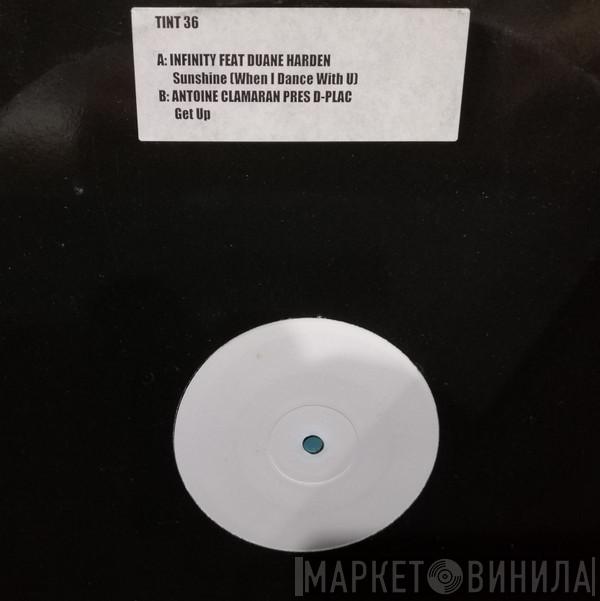 TINT 36
A: INFINITY FEAT DUANE HARDEN
Sunshine (When I Dance With U)
B: ANTOINE CLAMARAN PRES D-PLAC
Get Up
МАРКЕТ ВИНИЛА